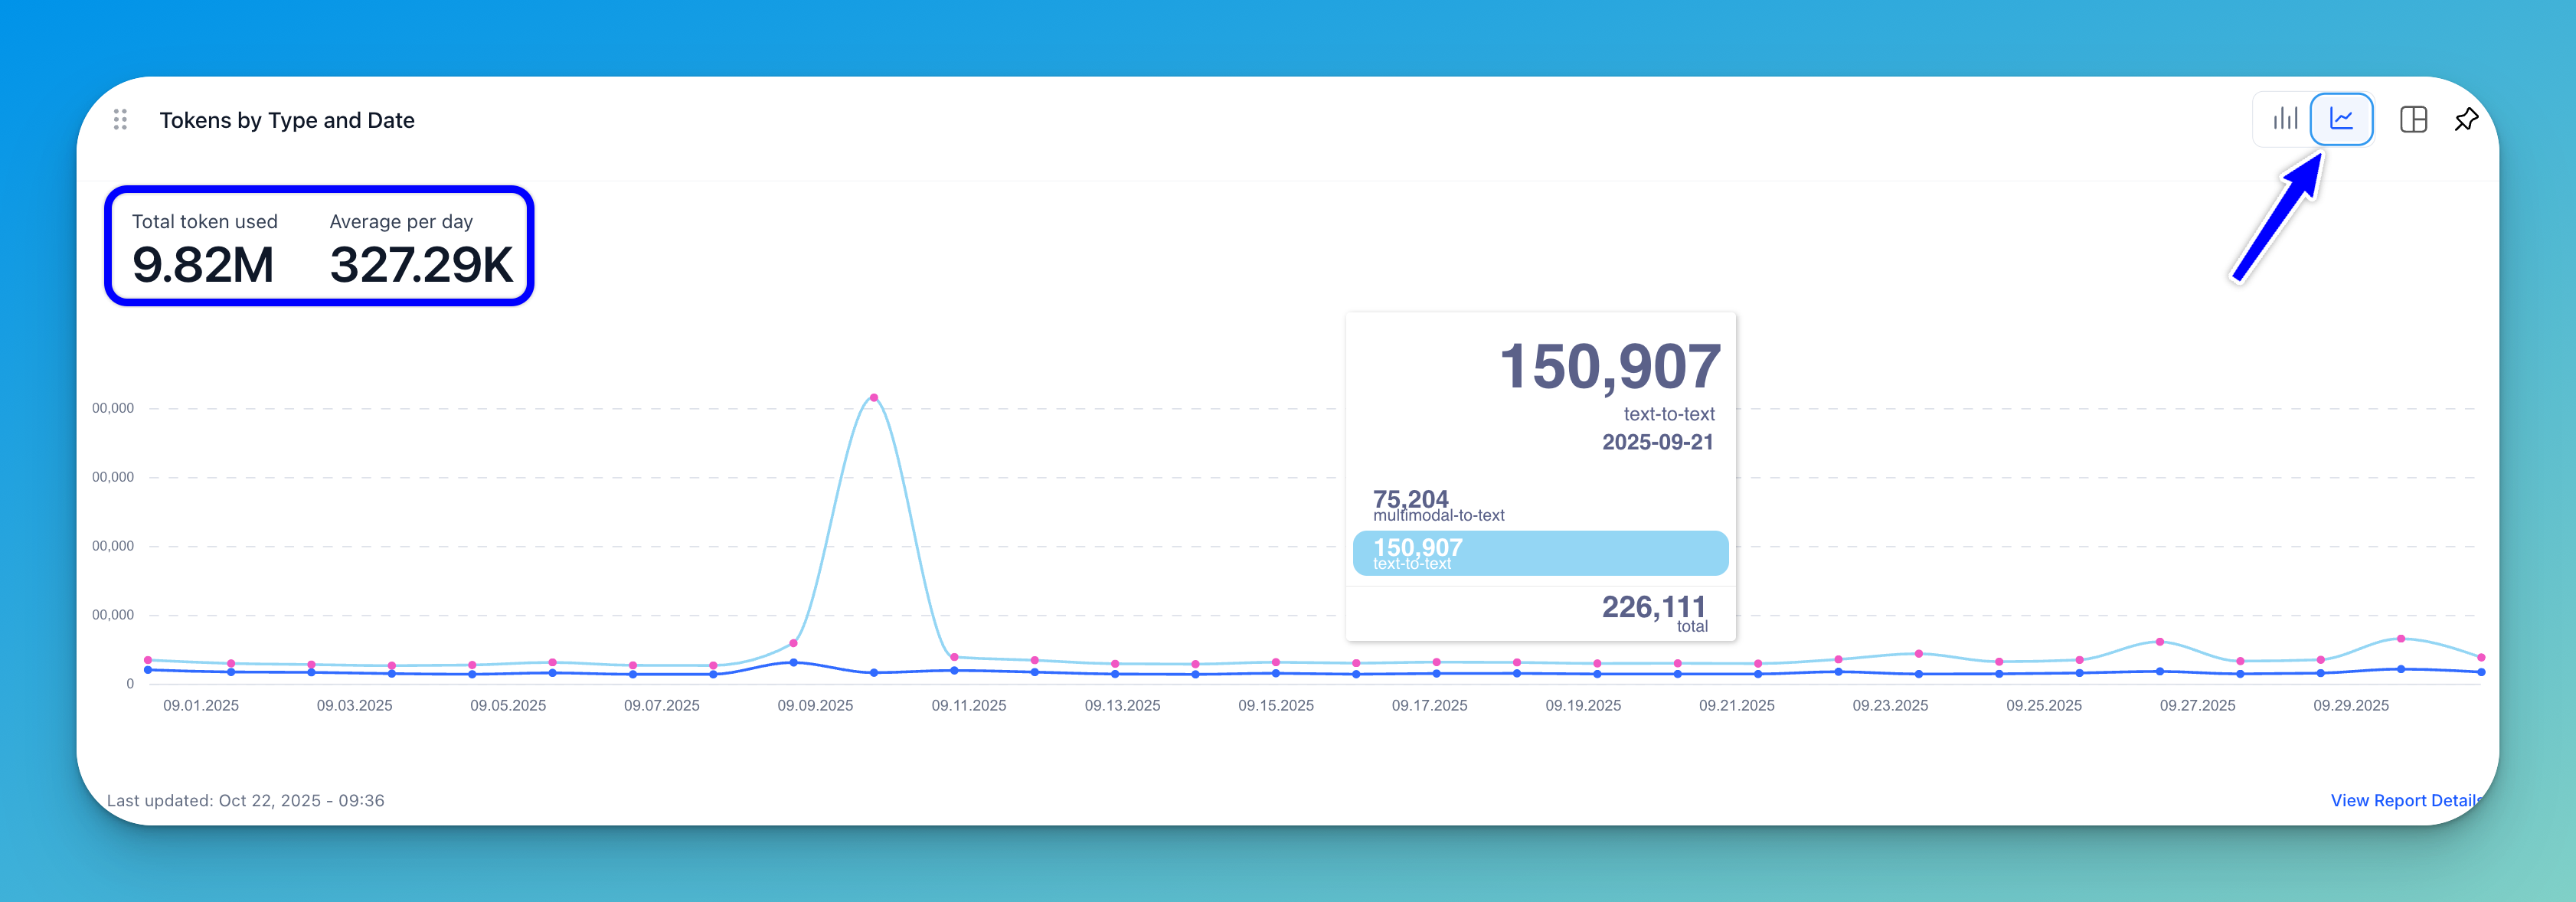 Tokens by Type and Date
Total token used
Average per day
9.82M
327.29K
150,907
text-to-text
2025-09-21
75,204
multimodal-to-text
150,907
text-to-text
226,111
total
00,000
00,000
00,000
00,000
0
09.01.2025
09.03.2025
09.05.2025
09.07.2025
09.09.2025
09.11.2025
09.13.2025
09.15.2025
09.17.2025
09.19.2025
09.21.2025
09.23.2025
09.25.2025
09.27.2025
09.29.2025
Last updated: Oct 22, 2025 - 09:36
View Report Details